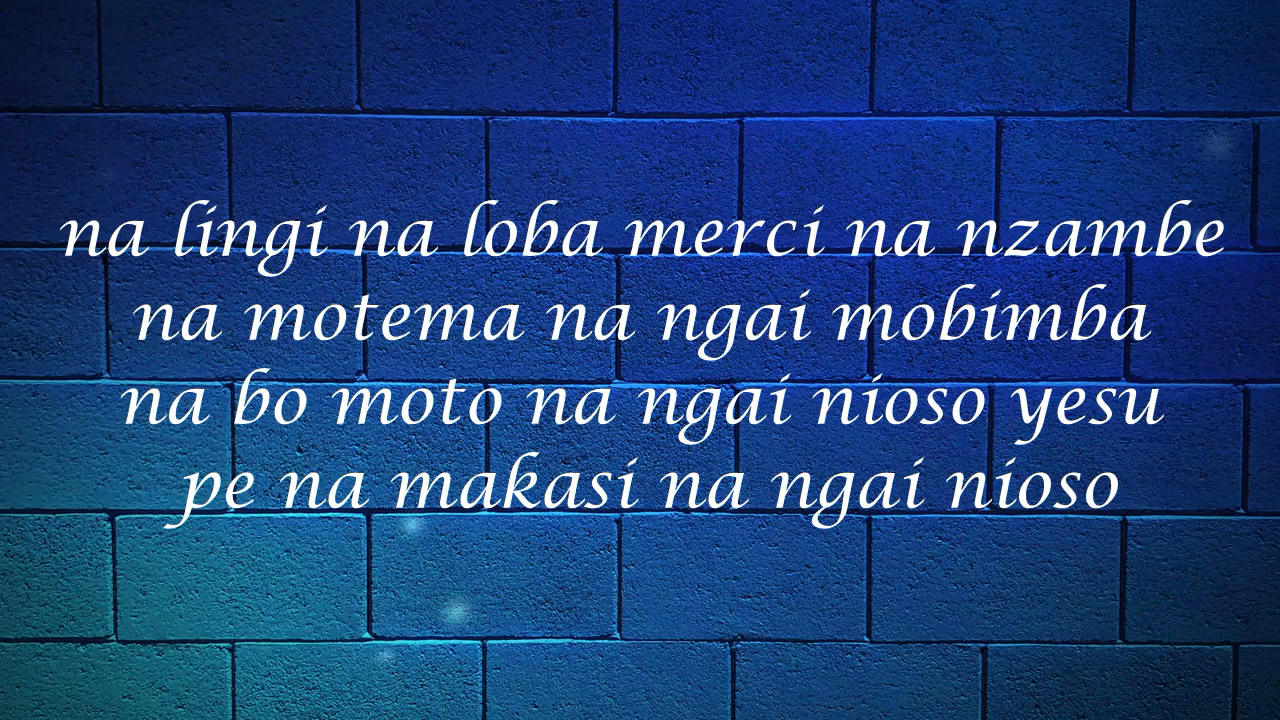 na lingi na loba merci na nzambe
na motema na ngai mobimba
na bo moto na ngai nioso yesu
pe na makasi na ngai nioso